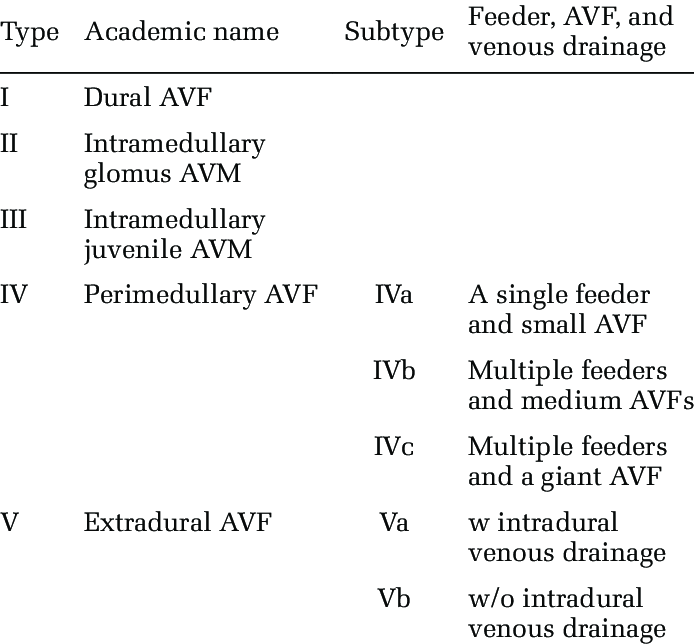 Type Academic name Subtype Feeder, AVF, and
venous drainage
I Dural AVF
II Intramedullary
glomus AVM
III Intramedullary
juvenile AVM
IV Perimedullary AVF IVa A single feeder
and small AVF
IVb Multiple feeders
and medium AVFs
IVc Multiple feeders
and a giant AVF
V Extradural AVF Va w intradural
venous drainage
Vb w/o intradural
venous drainage